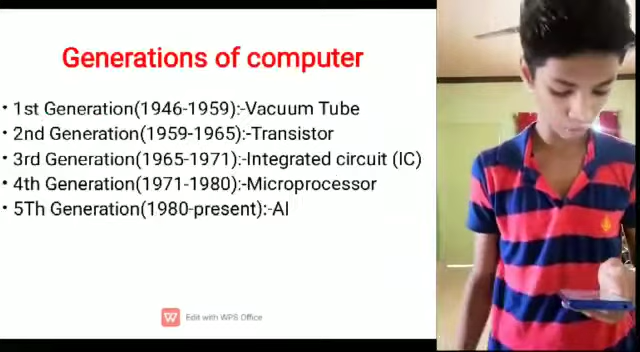 Generations of computer
• 1st Generation(1946-1959):-Vacuum Tube
• 2nd Generation(1959-1965):-Transistor
• 3rd Generation(1965-1971):-Integrated circuit (IC)
• 4th Generation(1971-1980):-Microprocessor
• 5Th Generation(1980-present):-AI
W Edit with WPS Office